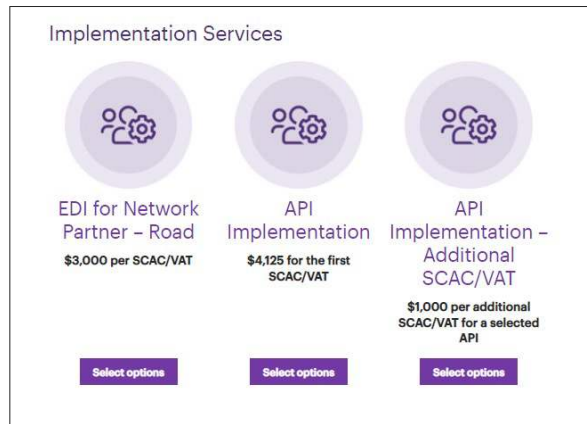 Implementation Services
EDI for Network
Partner – Road
$3,000 per SCAC/VAT
Select options
API
Implementation
$4,125 for the first
SCAC/VAT
Select options
API
Implementation –
Additional
SCAC/VAT
$1,000 per additional
SCAC/VAT for a selected
API
Select options